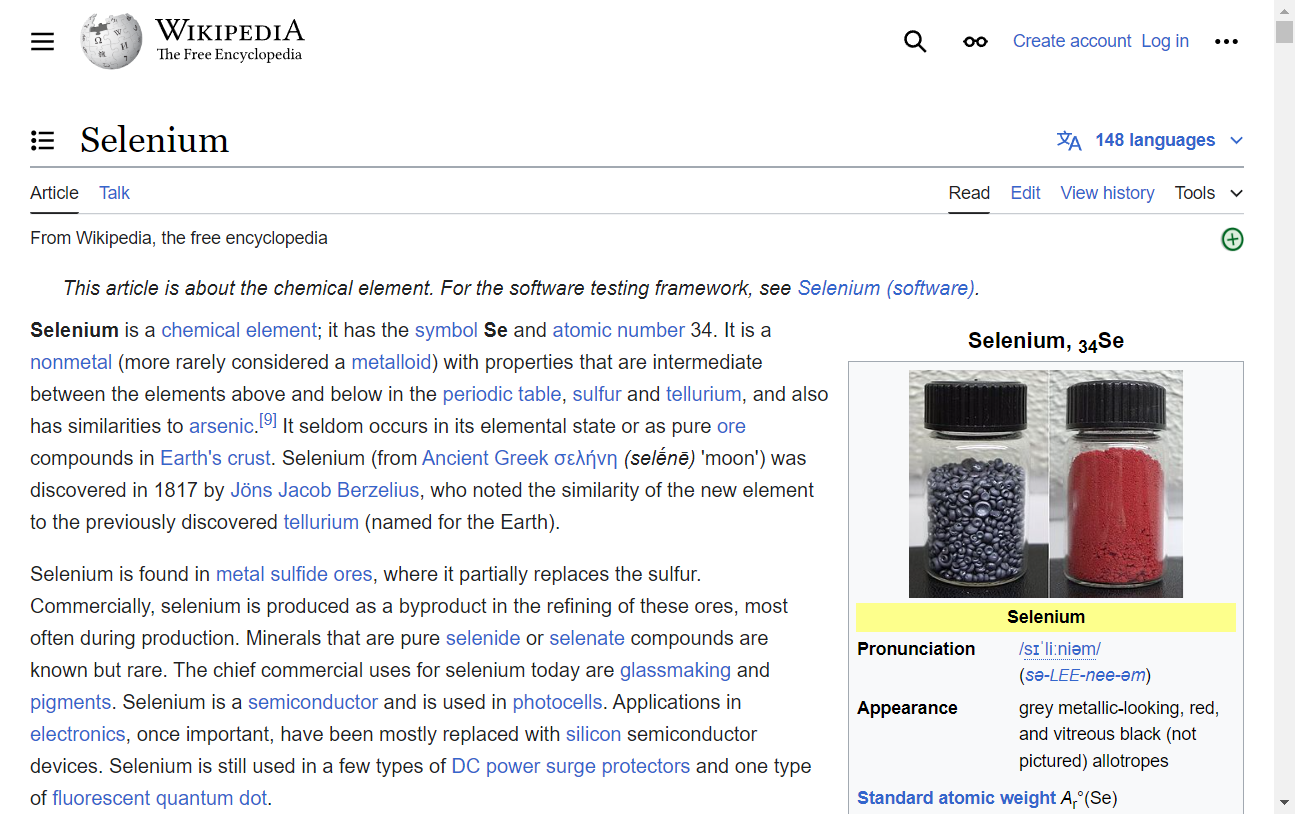 WIKIPEDIA
The Free Encyclopedia
Create account Log in
Selenium
148 languages
Article Talk
Read Edit View history Tools
From Wikipedia, the free encyclopedia
This article is about the chemical element. For the software testing framework, see Selenium (software).
Selenium is a chemical element; it has the symbol Se and atomic number 34. It is a
nonmetal (more rarely considered a metalloid) with properties that are intermediate
between the elements above and below in the periodic table, sulfur and tellurium, and also
has similarities to arsenic.[9] It seldom occurs in its elemental state or as pure ore
compounds in Earth's crust. Selenium (from Ancient Greek σελήνη (selḗnē) 'moon') was
discovered in 1817 by Jöns Jacob Berzelius, who noted the similarity of the new element
to the previously discovered tellurium (named for the Earth).
Selenium is found in metal sulfide ores, where it partially replaces the sulfur.
Commercially, selenium is produced as a byproduct in the refining of these ores, most
often during production. Minerals that are pure selenide or selenate compounds are
known but rare. The chief commercial uses for selenium today are glassmaking and
pigments. Selenium is a semiconductor and is used in photocells. Applications in
electronics, once important, have been mostly replaced with silicon semiconductor
devices. Selenium is still used in a few types of DC power surge protectors and one type
of fluorescent quantum dot.
Selenium, 34Se
Selenium
Pronunciation /sɪˈliːniəm/
(sə-LEE-nee-əm)
Appearance grey metallic-looking, red,
and vitreous black (not
pictured) allotropes
Standard atomic weight Ar°(Se)